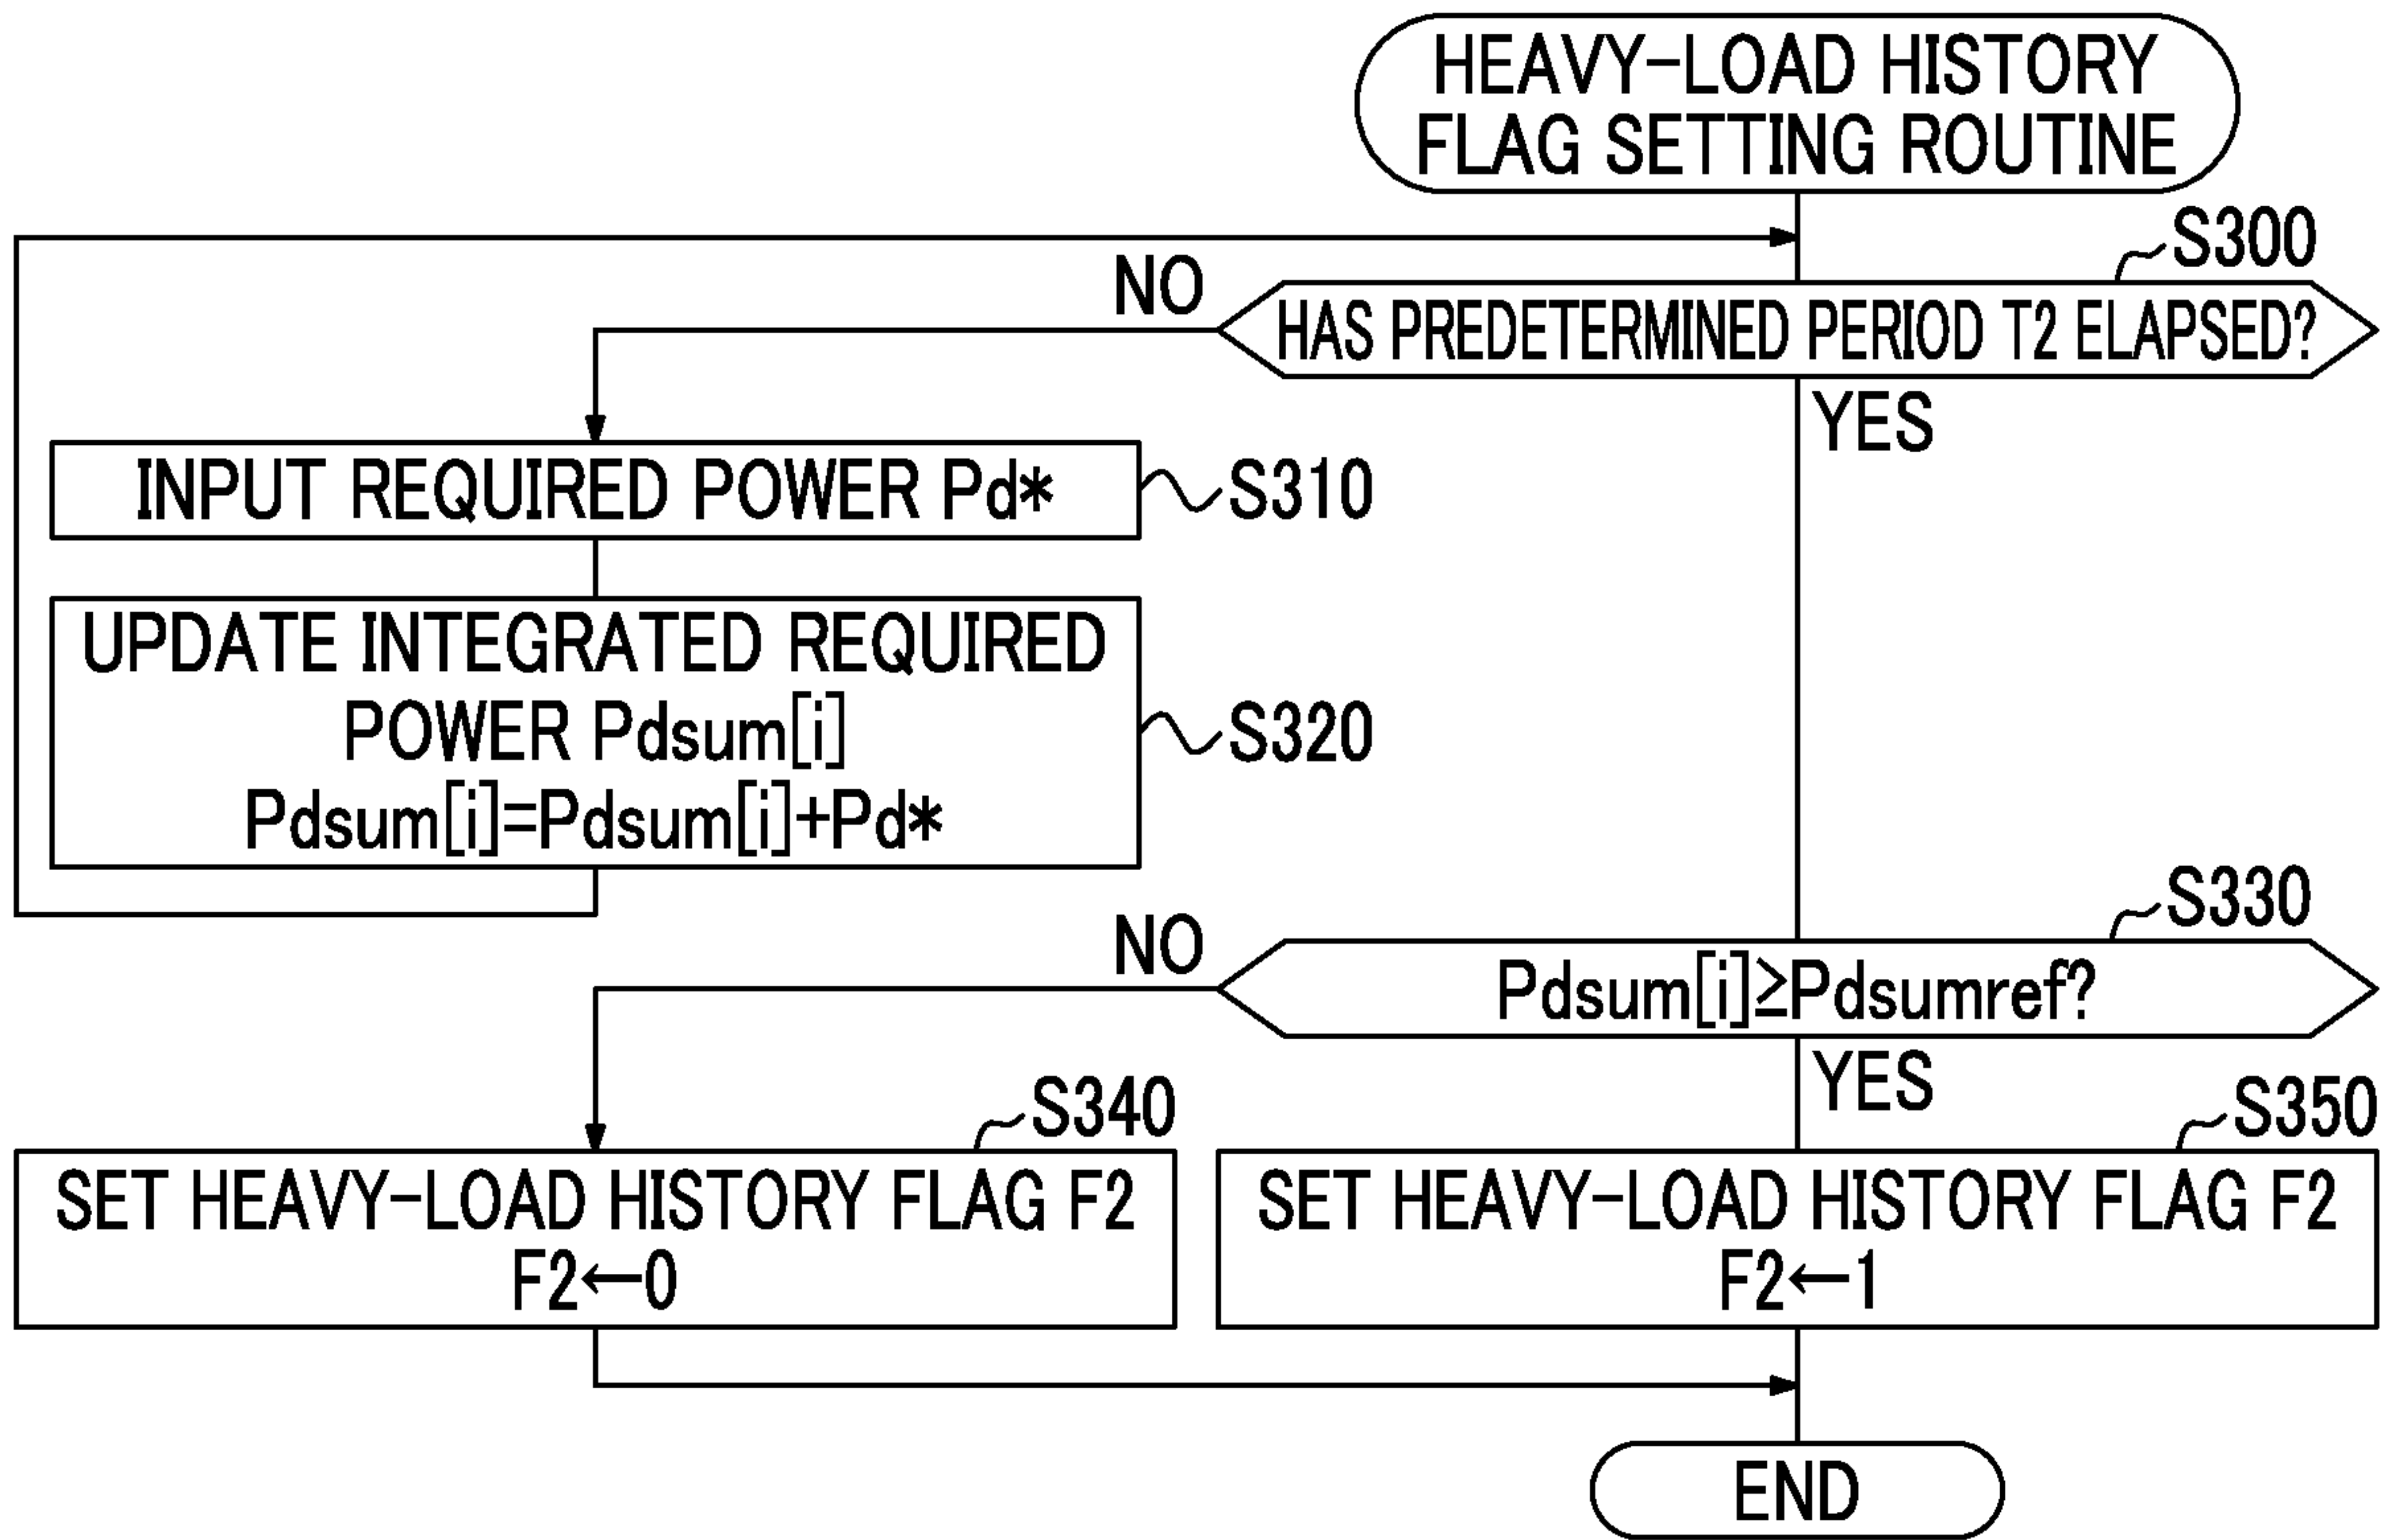 HEAVY-LOAD HISTORY
FLAG SETTING ROUTINE
S300
NO
HAS PREDETERMINED PERIOD T2 ELAPSED?
YES
INPUT REQUIRED POWER Pd*
S310
UPDATE INTEGRATED REQUIRED
POWER Pdsum[i]
Pdsum[i]=Pdsum[i]+Pd*
S320
S330
NO
Pdsum[i]≥Pdsumref?
YES
S340
SET HEAVY-LOAD HISTORY FLAG F2
F2←0
S350
SET HEAVY-LOAD HISTORY FLAG F2
F2←1
END